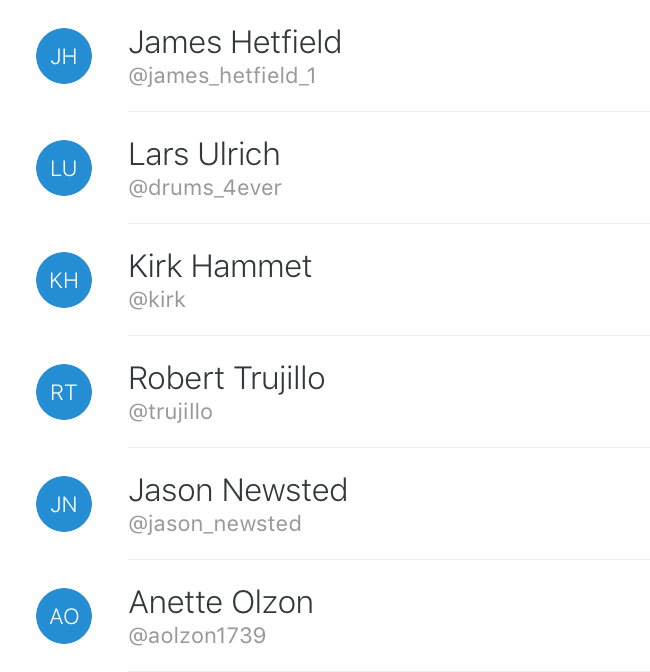 JH
James Hetfield
@james_hetfield_1
LU
Lars Ulrich
@drums_4ever
KH
Kirk Hammet
@kirk
RT
Robert Trujillo
@trujillo
JN
Jason Newsted
@jason_newsted
AO
Anette Olzon
@aolzon1739